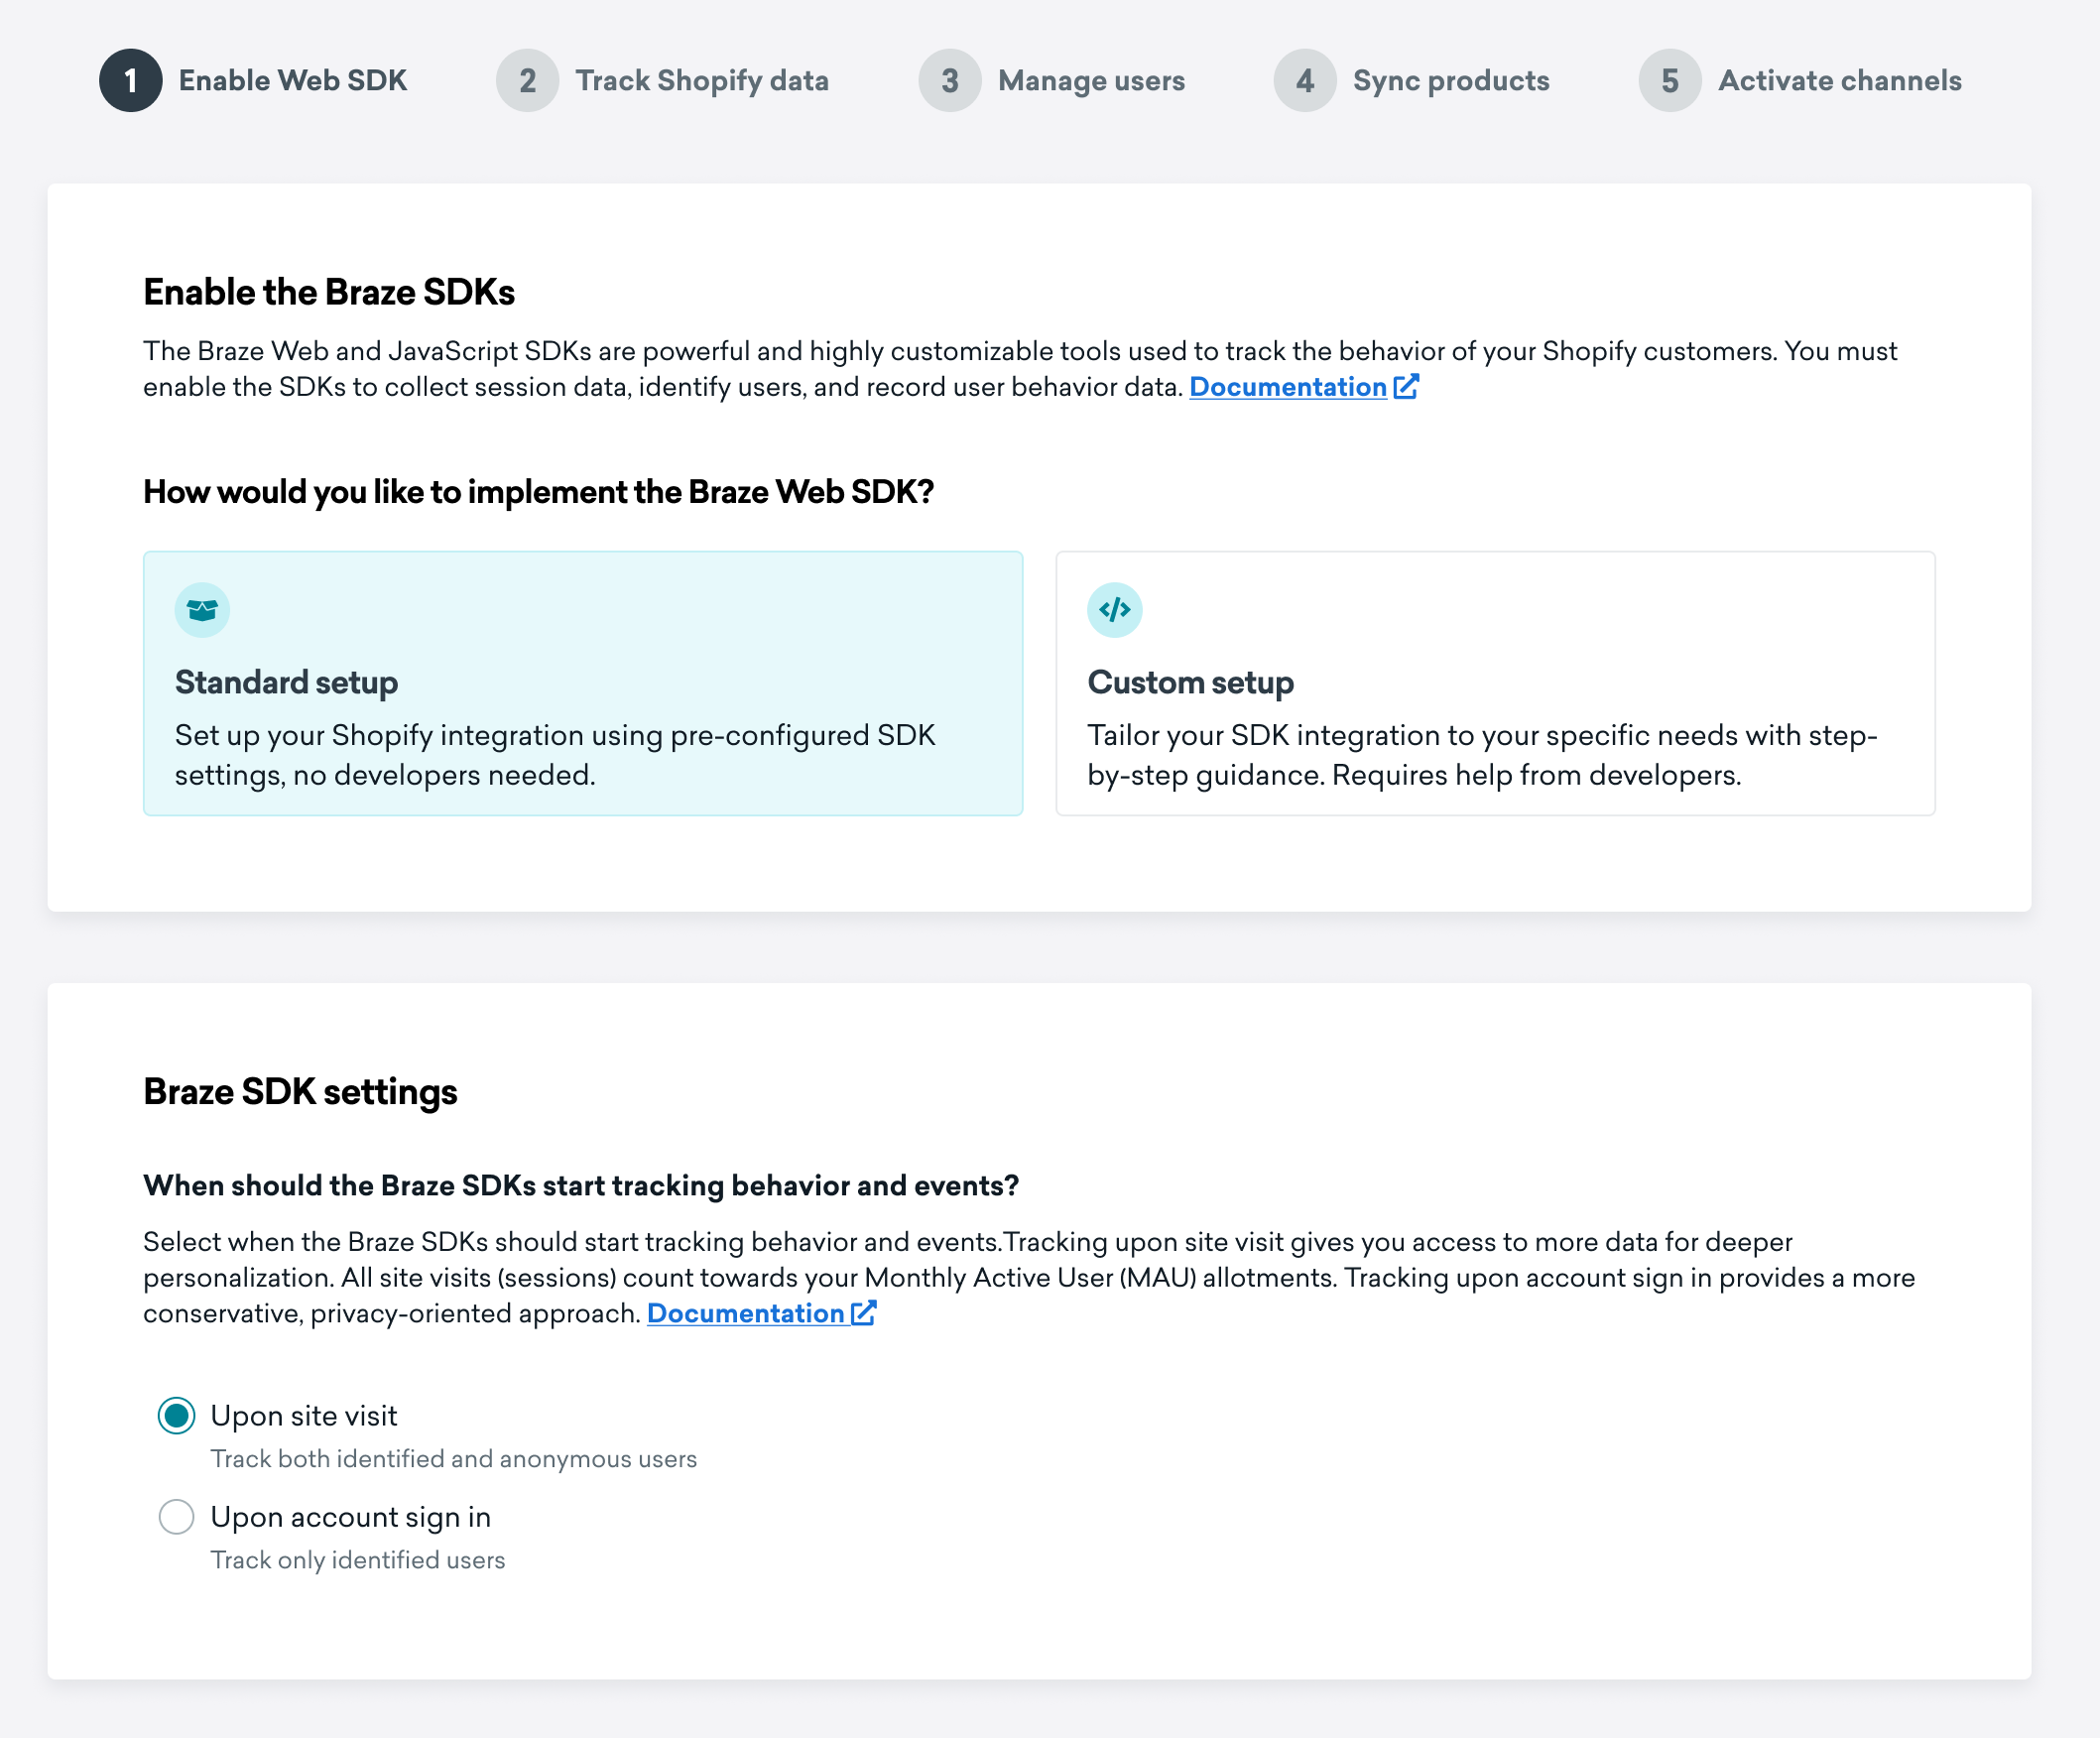 1 Enable Web SDK 2 Track Shopify data 3 Manage users 4 Sync products 5 Activate channels
Enable the Braze SDKs
The Braze Web and JavaScript SDKs are powerful and highly customizable tools used to track the behavior of your Shopify customers. You must
enable the SDKs to collect session data, identify users, and record user behavior data. Documentation
How would you like to implement the Braze Web SDK?
Standard setup
Set up your Shopify integration using pre-configured SDK
settings, no developers needed.
Custom setup
Tailor your SDK integration to your specific needs with step-
by-step guidance. Requires help from developers.
Braze SDK settings
When should the Braze SDKs start tracking behavior and events?
Select when the Braze SDKs should start tracking behavior and events.Tracking upon site visit gives you access to more data for deeper
personalization. All site visits (sessions) count towards your Monthly Active User (MAU) allotments. Tracking upon account sign in provides a more
conservative, privacy-oriented approach. Documentation
Upon site visit
Track both identified and anonymous users
Upon account sign in
Track only identified users